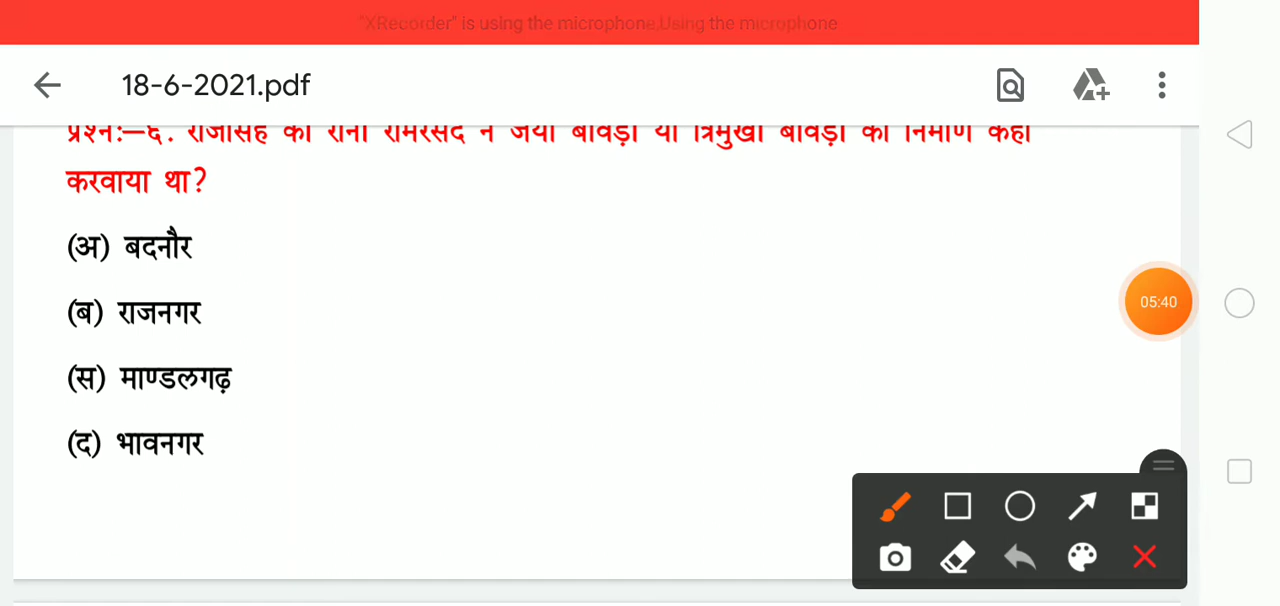 "XRecorder" is using the microphone.Using the microphone
18-6-2021.pdf
प्रश्नः–६. राजसिंह की रानी रामरसदे ने जया बावड़ी या त्रिमुखी बावड़ी का निर्माण कहाँ
करवाया था?
(अ) बदनौर
(ब) राजनगर
05:40
(स) माण्डलगढ़
(द) भावनगर